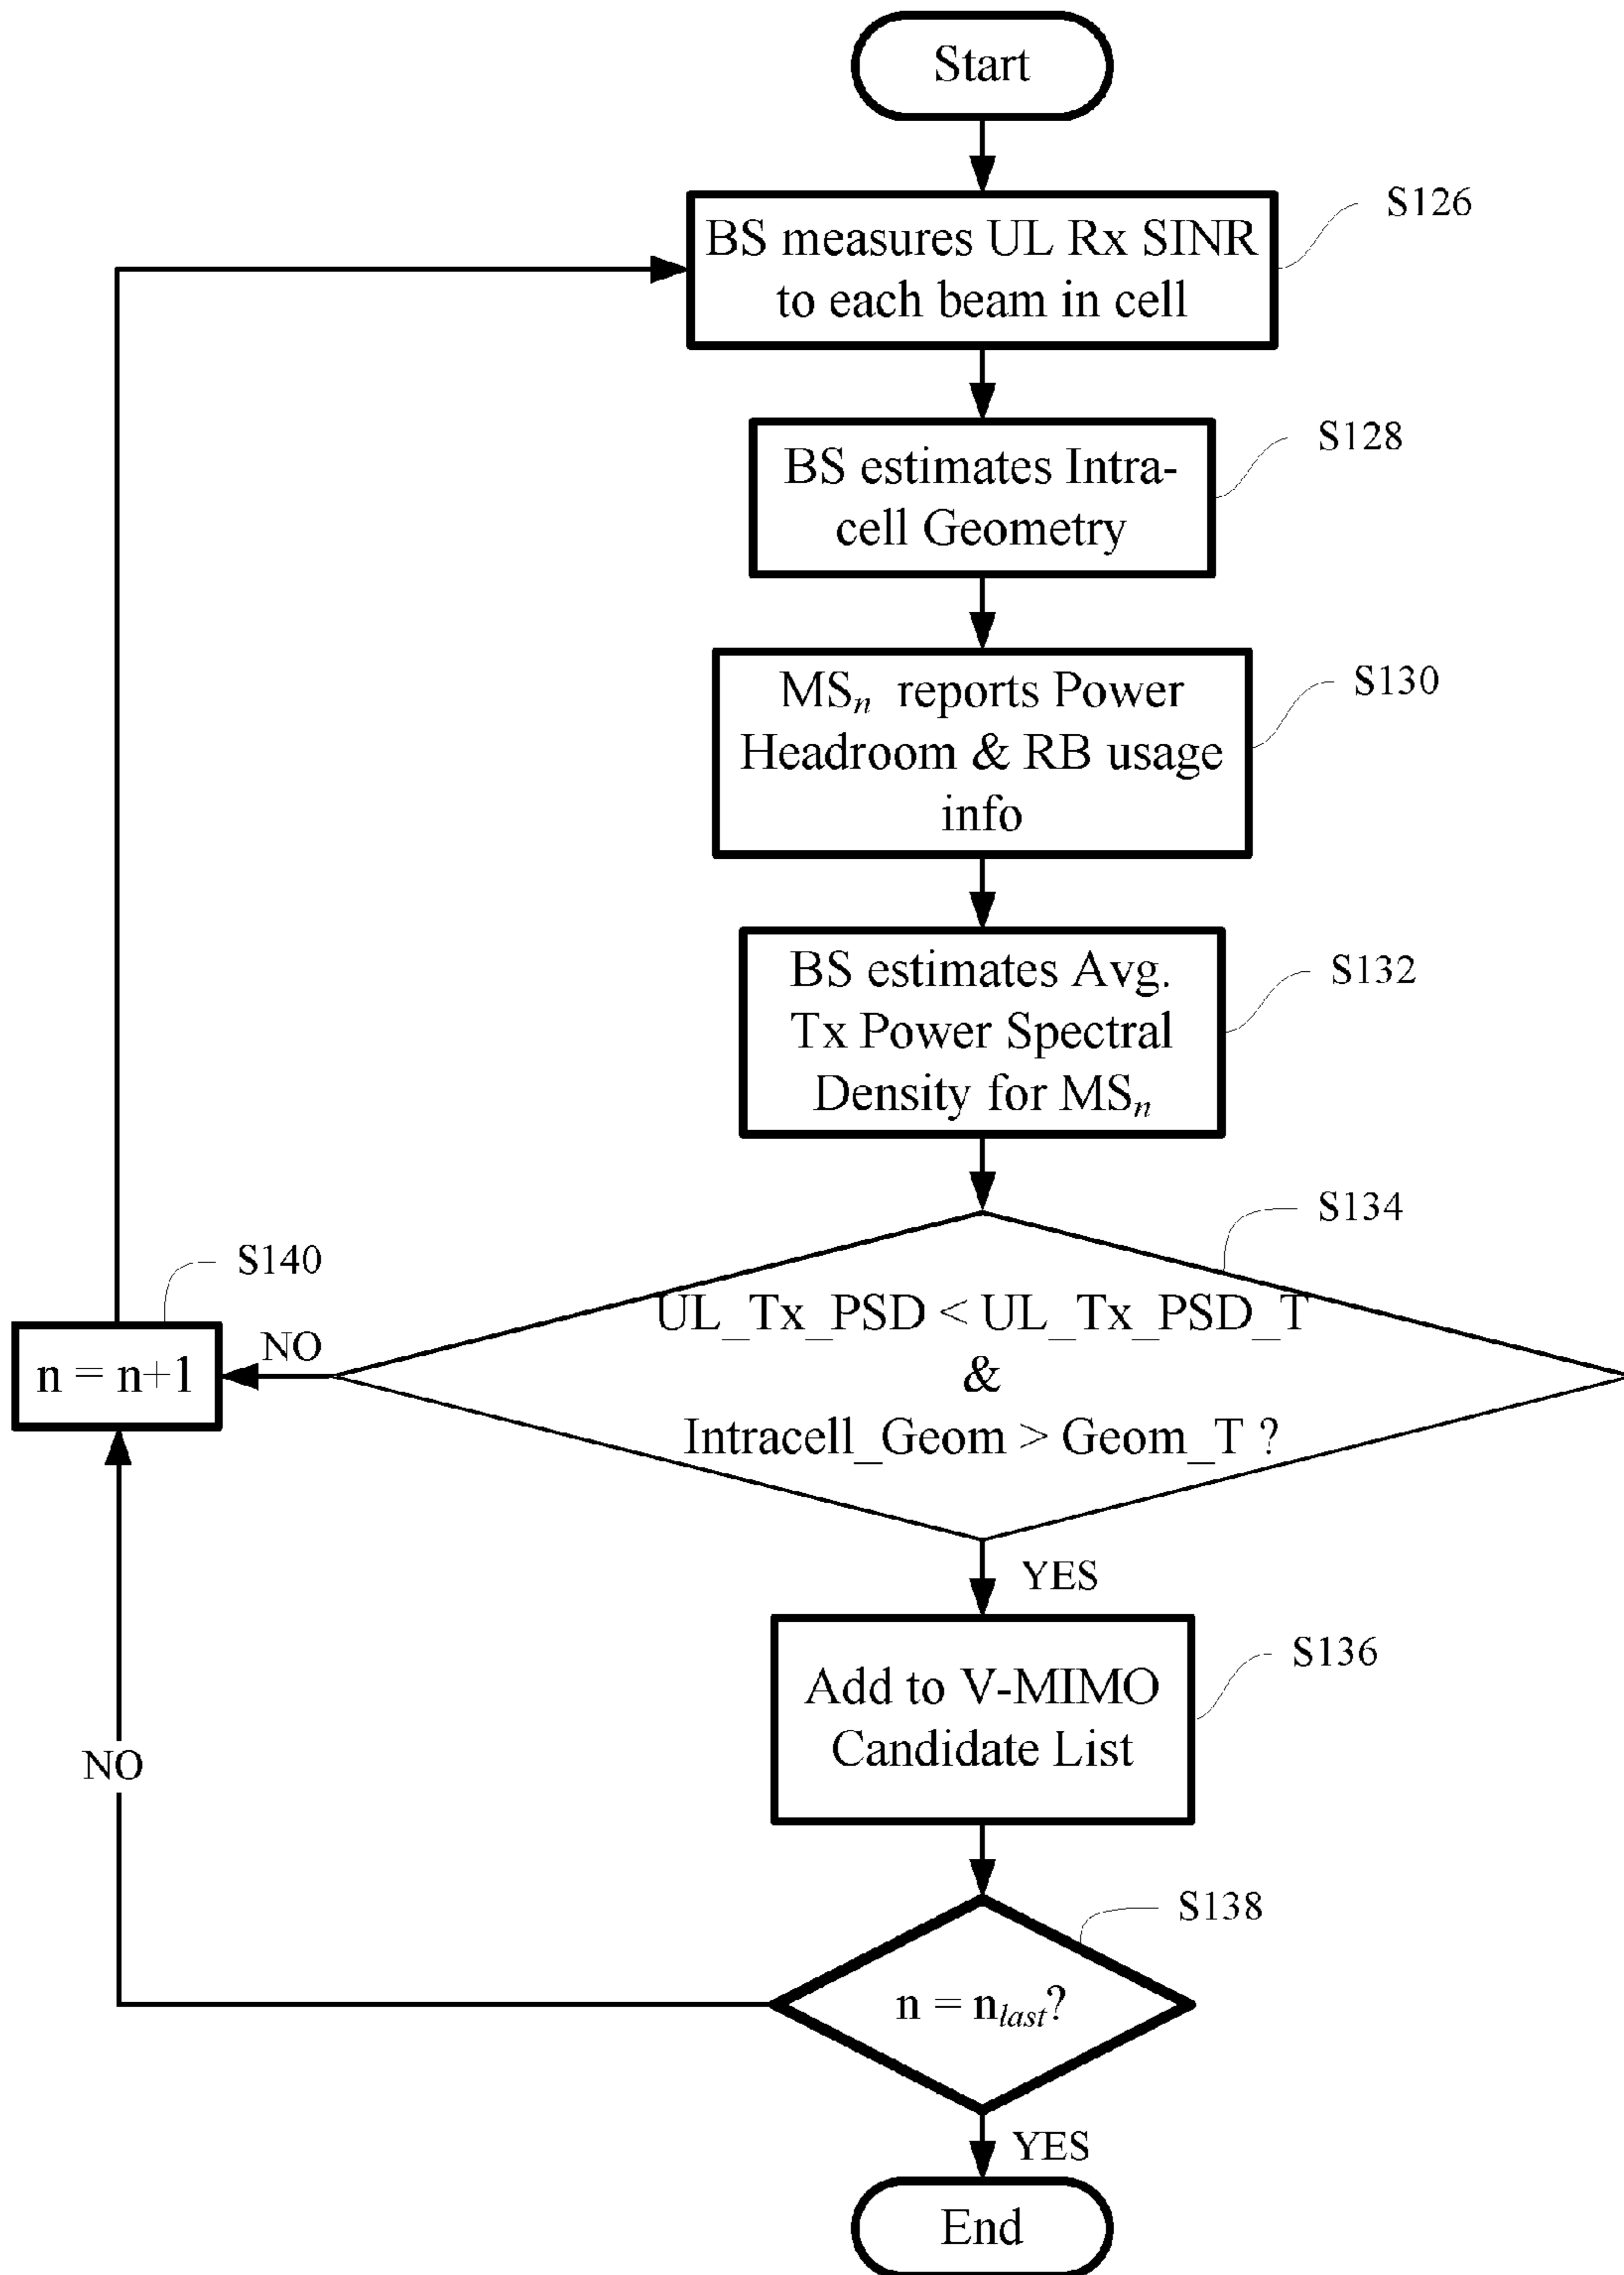 Start
BS measures UL Rx SINR
to each beam in cell
S126
BS estimates Intra-
cell Geometry
S128
MSn reports Power
Headroom & RB usage
info
S130
BS estimates Avg.
Tx Power Spectral
Density for MSn
S132
UL_Tx_PSD < UL_Tx_PSD_T
&
Intracell_Geom > Geom_T ?
S134
NO
n = n+1
S140
YES
Add to V-MIMO
Candidate List
S136
n = nlast?
S138
NO
YES
End